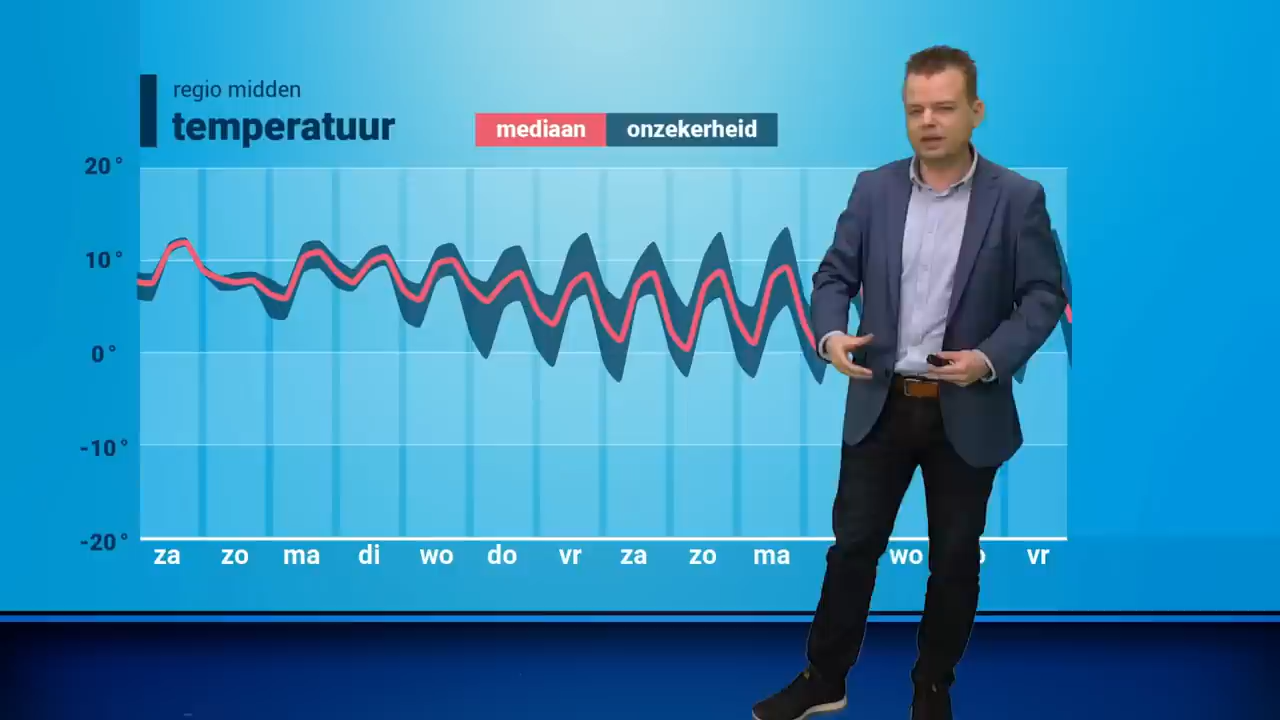 regio midden
temperatuur
mediaan onzekerheid
20°
10°
0°
-10°
-20°
za zo ma di wo do vr za zo ma wo vr